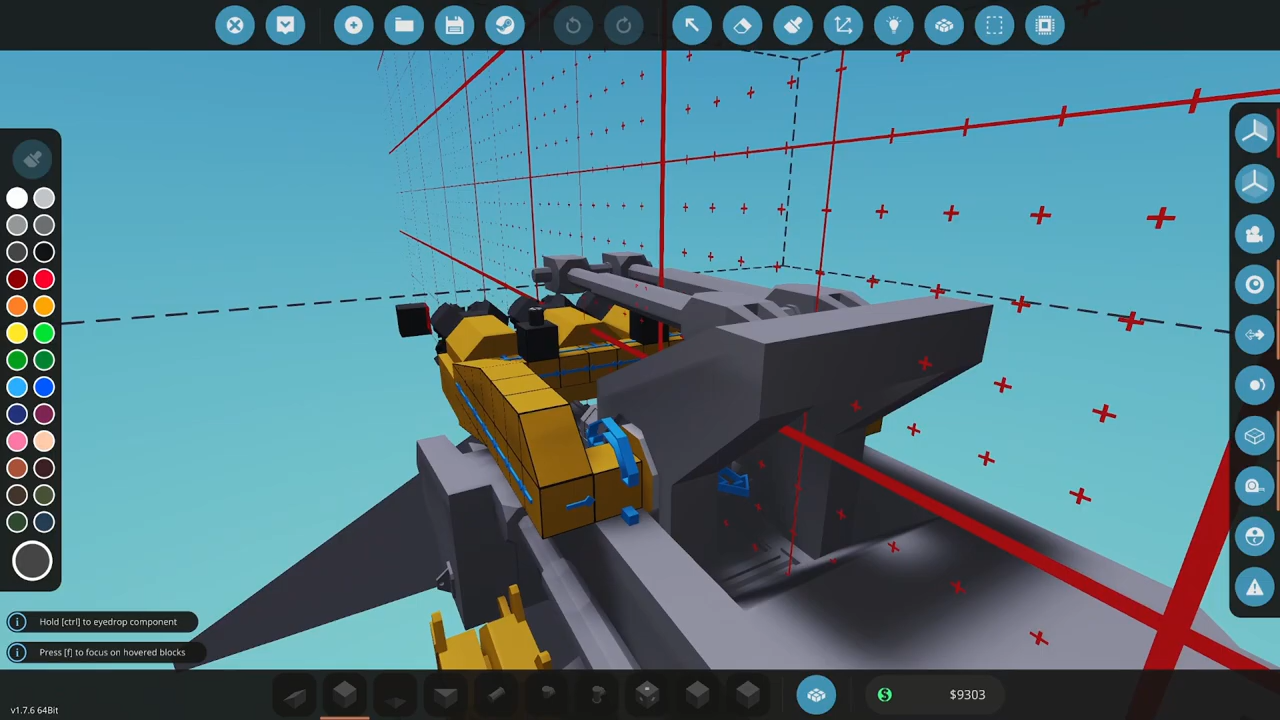 Hold [ctrl] to eyedrop component
Press [f] to focus on hovered blocks
$ $9303
v1.7.6 64Bit